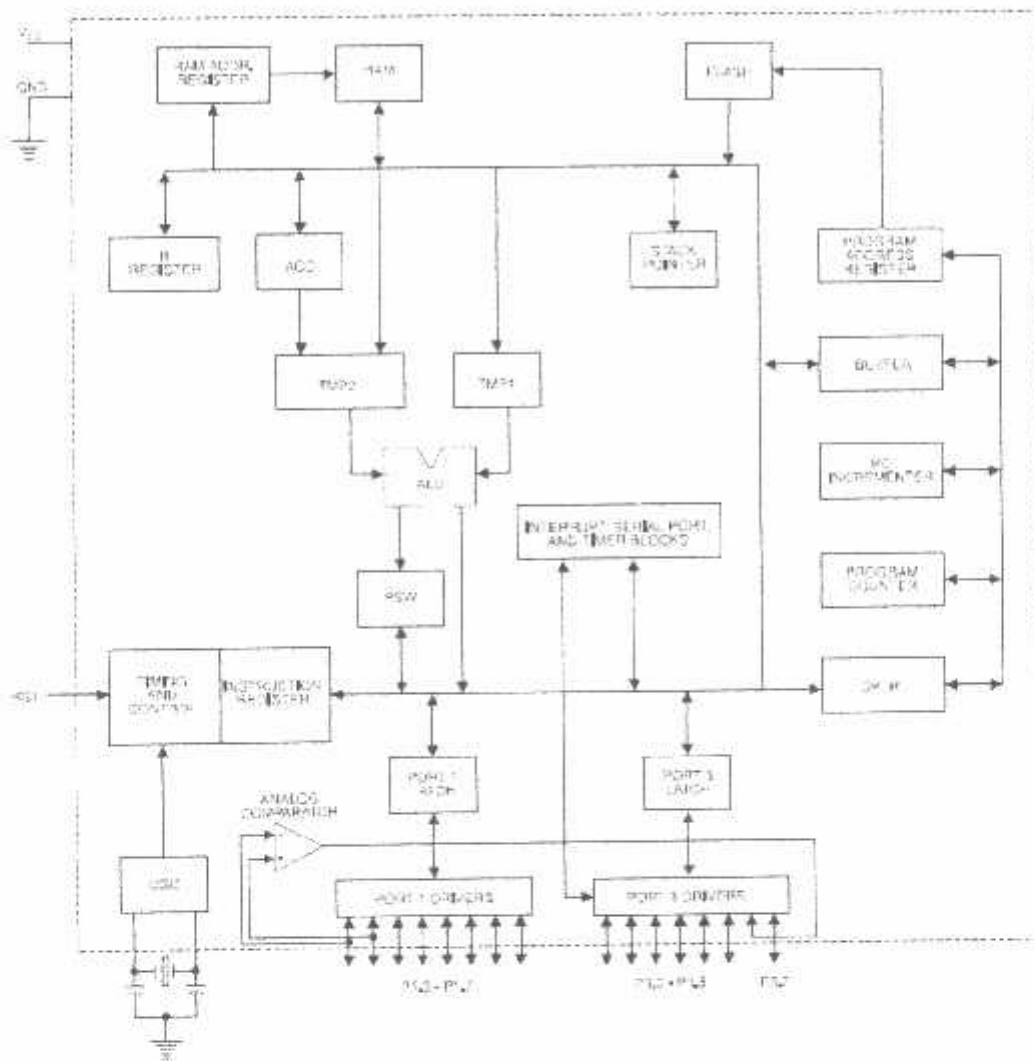 GND
RAM ADDR.
REGISTER
RAM
FLASH
B
REGISTER
ACC
STACK
POINTER
PROGRAM
ADDRESS
REGISTER
TMP2
TMP1
BUFFER
ALU
INCREMENTER
INTERRUPT, SERIAL PORT,
AND TIMER BLOCKS
PROGRAM
COUNTER
PSW
RST
TIMING
AND
CONTROL
INSTRUCTION
REGISTER
DPTR
PORT 1
LATCH
PORT 3
LATCH
ANALOG
COMPARATOR
OSC
PORT 1 DRIVERS
PORT 3 DRIVERS